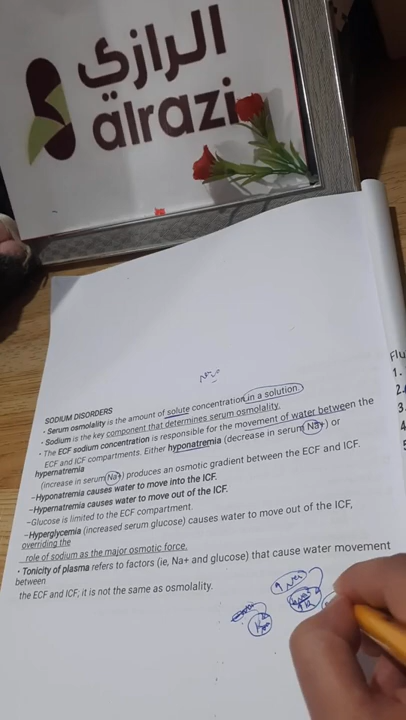 الرازي
alrazi
SODIUM DISORDERS
- Serum osmolality is the amount of solute concentration in a solution.
- Sodium is the key component that determines serum osmolality.
- The ECF sodium concentration is responsible for the movement of water between the
ECF and ICF compartments. Either hyponatremia (decrease in serum Na+) or
hypernatremia
(increase in serum Na+) produces an osmotic gradient between the ECF and ICF.
-Hyponatremia causes water to move into the ICF.
-Hypernatremia causes water to move out of the ICF.
-Glucose is limited to the ECF compartment.
-Hyperglycemia (increased serum glucose) causes water to move out of the ICF,
overriding the
role of sodium as the major osmotic force.
• Tonicity of plasma refers to factors (ie, Na+ and glucose) that cause water movement
between
the ECF and ICF; it is not the same as osmolality.
Flu
1.
2.
3.
4